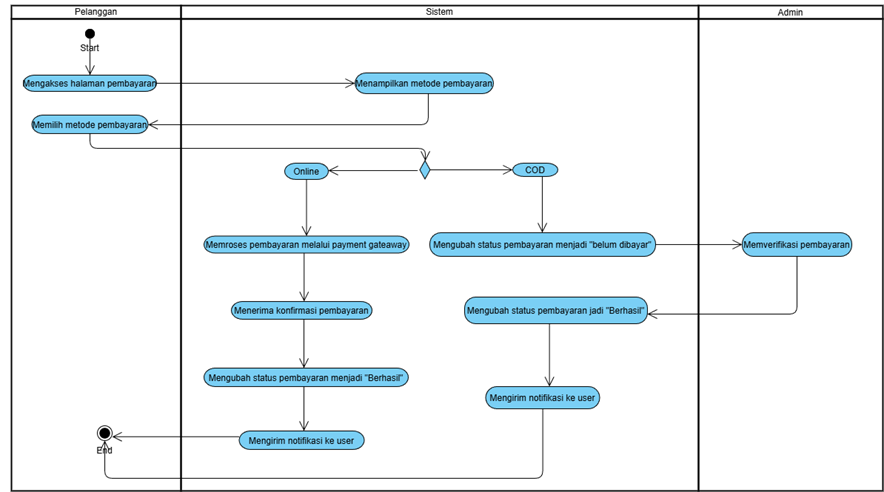 Pelanggan
Sistem
Admin
Start
Mengakses halaman pembayaran
Menampilkan metode pembayaran
Memilih metode pembayaran
Online
COD
Memroses pembayaran melalui payment gateaway
Mengubah status pembayaran menjadi "belum dibayar"
Memverifikasi pembayaran
Menerima konfirmasi pembayaran
Mengubah status pembayaran jadi "Berhasil"
Mengubah status pembayaran menjadi "Berhasil"
Mengirim notifikasi ke user
Mengirim notifikasi ke user
End